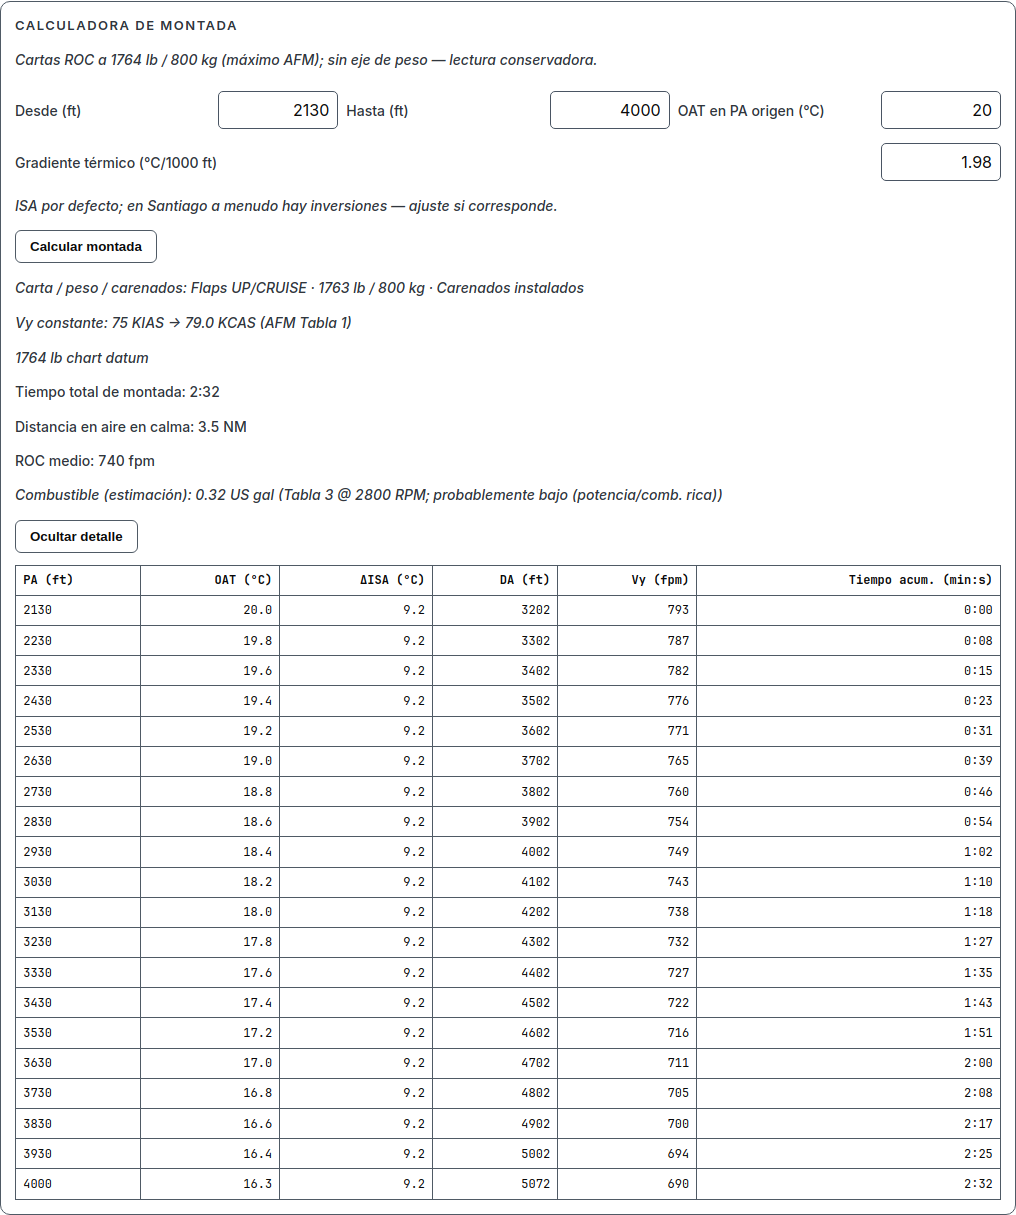 CALCULADORA DE MONTADA
Cartas ROC a 1764 lb / 800 kg (máximo AFM); sin eje de peso — lectura conservadora.
Desde (ft) 2130 Hasta (ft) 4000 OAT en PA origen (°C) 20
Gradiente térmico (°C/1000 ft) 1.98
ISA por defecto; en Santiago a menudo hay inversiones — ajuste si corresponde.
Calcular montada
Carta / peso / carenados: Flaps UP/CRUISE · 1763 lb / 800 kg · Carenados instalados
Vy constante: 75 KIAS → 79.0 KCAS (AFM Tabla 1)
1764 lb chart datum
Tiempo total de montada: 2:32
Distancia en aire en calma: 3.5 NM
ROC medio: 740 fpm
Combustible (estimación): 0.32 US gal (Tabla 3 @ 2800 RPM; probablemente bajo (potencia/comb. rica))
Ocultar detalle
PA (ft) OAT (°C) ΔISA (°C) DA (ft) Vy (fpm) Tiempo acum. (min:s)
2130 20.0 9.2 3202 793 0:00
2230 19.8 9.2 3302 787 0:08
2330 19.6 9.2 3402 782 0:15
2430 19.4 9.2 3502 776 0:23
2530 19.2 9.2 3602 771 0:31
2630 19.0 9.2 3702 765 0:39
2730 18.8 9.2 3802 760 0:46
2830 18.6 9.2 3902 754 0:54
2930 18.4 9.2 4002 749 1:02
3030 18.2 9.2 4102 743 1:10
3130 18.0 9.2 4202 738 1:18
3230 17.8 9.2 4302 732 1:27
3330 17.6 9.2 4402 727 1:35
3430 17.4 9.2 4502 722 1:43
3530 17.2 9.2 4602 716 1:51
3630 17.0 9.2 4702 711 2:00
3730 16.8 9.2 4802 705 2:08
3830 16.6 9.2 4902 700 2:17
3930 16.4 9.2 5002 694 2:25
4000 16.3 9.2 5072 690 2:32